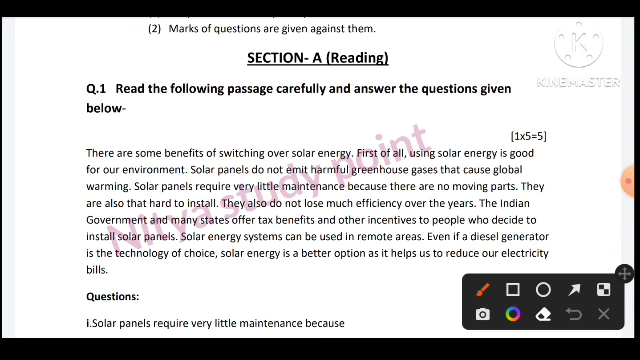 (2) Marks of questions are given against them.
SECTION- A (Reading)
Q.1 Read the following passage carefully and answer the questions given
below-
[1x5=5]
There are some benefits of switching over solar energy. First of all, using solar energy is good
for our environment. Solar panels do not emit harmful greenhouse gases that cause global
warming. Solar panels require very little maintenance because there are no moving parts. They
are also that hard to install. They also do not lose much efficiency over the years. The Indian
Government and many states offer tax benefits and other incentives to people who decide to
install solar panels. Solar energy systems can be used in remote areas. Even if a diesel generator
is the technology of choice, solar energy is a better option as it helps us to reduce our electricity
bills.
Questions:
i.Solar panels require very little maintenance because
Nitya study point
K
KINEMASTER